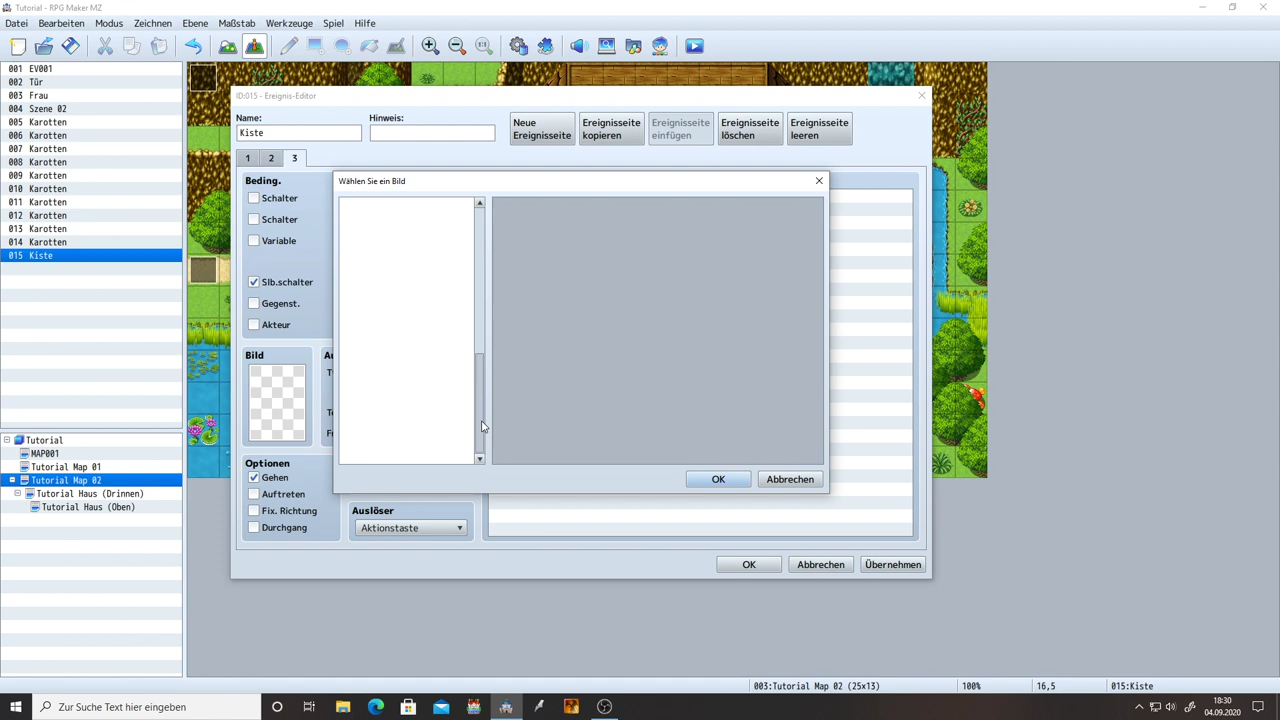 Tutorial - RPG Maker MZ
Datei Bearbeiten Modus Zeichnen Ebene Maßstab Werkzeuge Spiel Hilfe
001 EV001
002 Tür
003 Frau
004 Szene 02
005 Karotten
006 Karotten
007 Karotten
008 Karotten
009 Karotten
010 Karotten
011 Karotten
012 Karotten
013 Karotten
014 Karotten
015 Kiste
Tutorial
MAP001
Tutorial Map 01
Tutorial Map 02
Tutorial Haus (Drinnen)
Tutorial Haus (Oben)
ID:015 - Ereignis-Editor
Name:
Kiste
Hinweis:
Neue Ereignisseite
Ereignisseite kopieren
Ereignisseite einfügen
Ereignisseite löschen
Ereignisseite leeren
1 2 3
Beding.
Schalter
Schalter
Variable
Slb.schalter
Gegenst.
Akteur
Bild
Optionen
Gehen
Auftreten
Fix. Richtung
Durchgang
Auslöser
Aktionstaste
Wählen Sie ein Bild
OK Abbrechen
OK Abbrechen Übernehmen
003:Tutorial Map 02 (25x13) 100% 16,5 015:Kiste
Zur Suche Text hier eingeben
18:30
04.09.2020